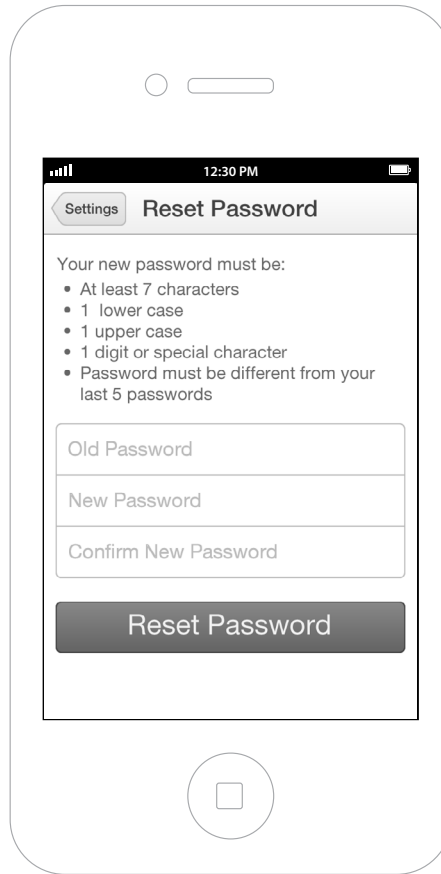 12:30 PM
Settings
Reset Password
Your new password must be:
• At least 7 characters
• 1  lower case
• 1 upper case
• 1 digit or special character
• Password must be different from your
last 5 passwords
Old Password
New Password
Confirm New Password
Reset Password